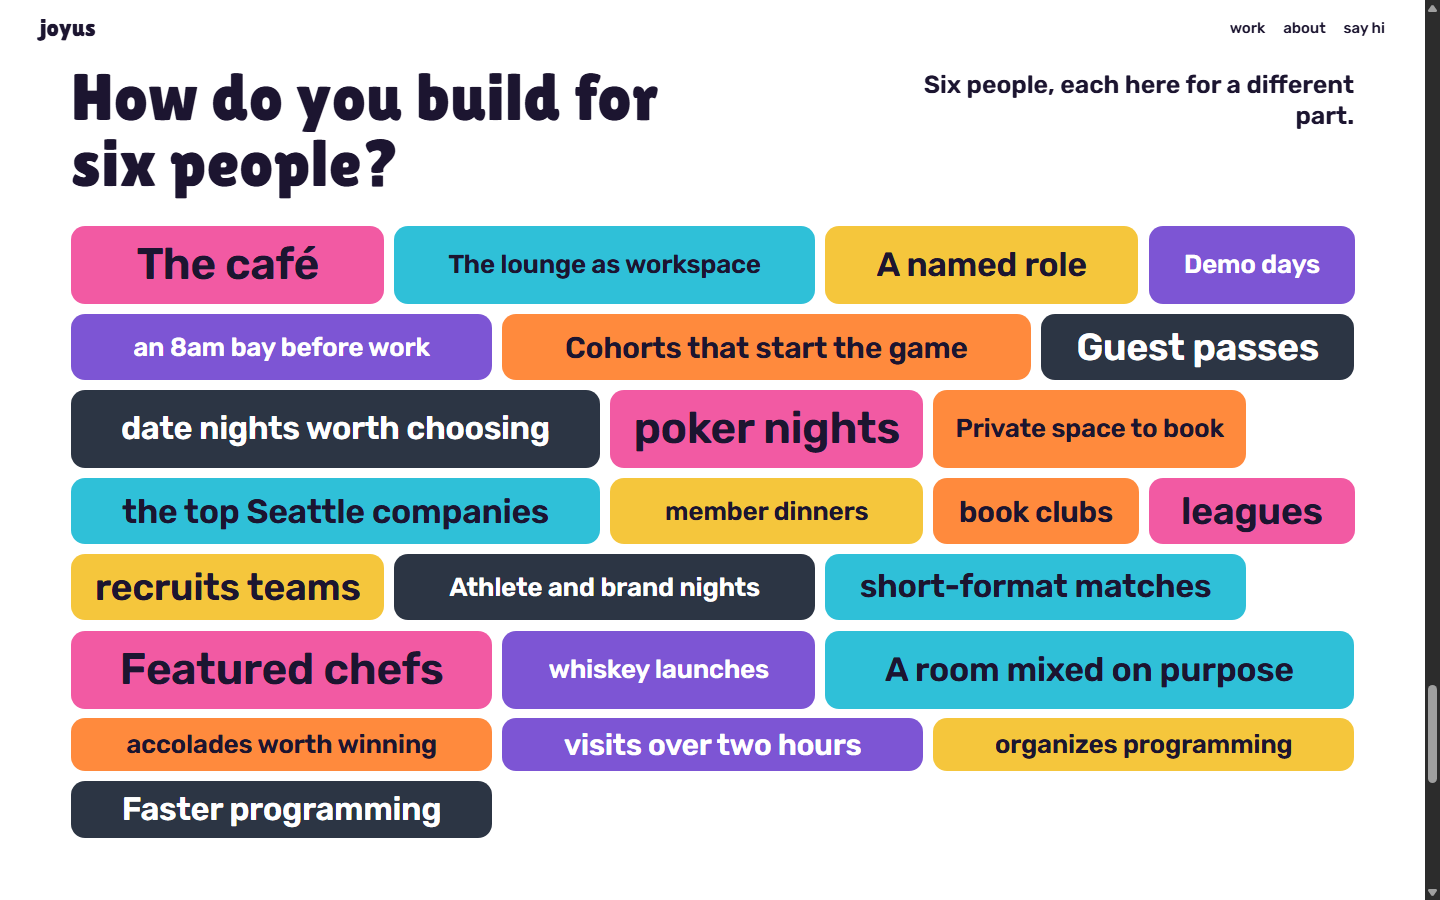 joyus
work about say hi
How do you build for
six people?
Six people, each here for a different
part.
The café
The lounge as workspace
A named role
Demo days
an 8am bay before work
Cohorts that start the game
Guest passes
date nights worth choosing
poker nights
Private space to book
the top Seattle companies
member dinners
book clubs
leagues
recruits teams
Athlete and brand nights
short-format matches
Featured chefs
whiskey launches
A room mixed on purpose
accolades worth winning
visits over two hours
organizes programming
Faster programming